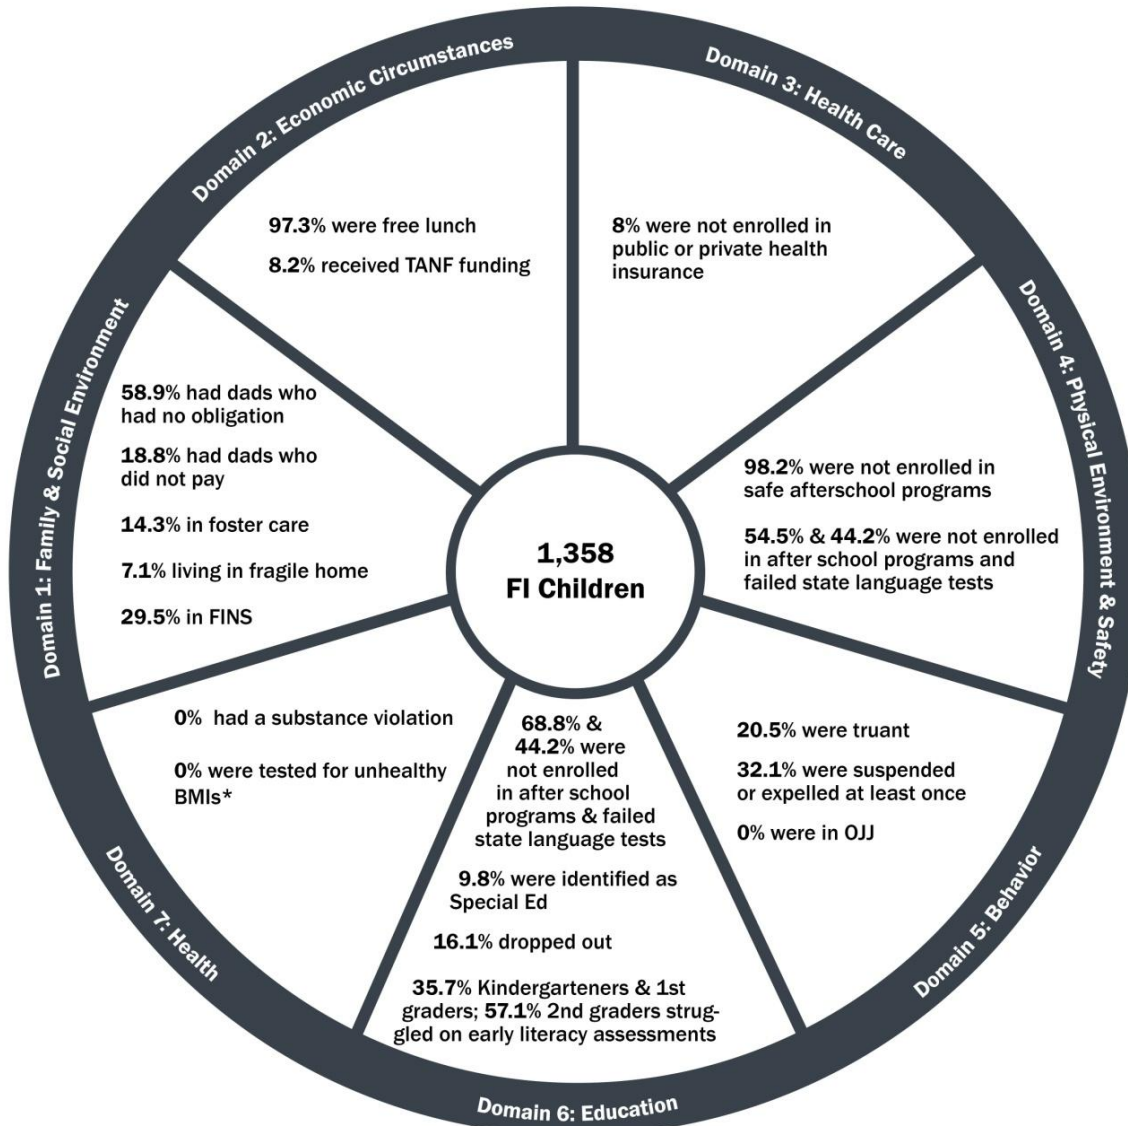 Domain 1: Family & Social Environment
58.9% had dads who
had no obligation
18.8% had dads who
did not pay
14.3% in foster care
7.1% living in fragile home
29.5% in FINS
Domain 2: Economic Circumstances
97.3% were free lunch
8.2% received TANF funding
Domain 3: Health Care
8% were not enrolled in
public or private health
insurance
Domain 4: Physical Environment & Safety
98.2% were not enrolled in
safe afterschool programs
54.5% & 44.2% were not enrolled
in after school programs and
failed state language tests
Domain 5: Behavior
20.5% were truant
32.1% were suspended
or expelled at least once
0% were in OJJ
Domain 6: Education
68.8% &
44.2% were
not enrolled
in after school
programs & failed
state language tests
9.8% were identified as
Special Ed
16.1% dropped out
35.7% Kindergarteners & 1st
graders; 57.1% 2nd graders strug-
gled on early literacy assessments
Domain 7: Health
0% had a substance violation
0% were tested for unhealthy
BMIs*
1,358
FI Children